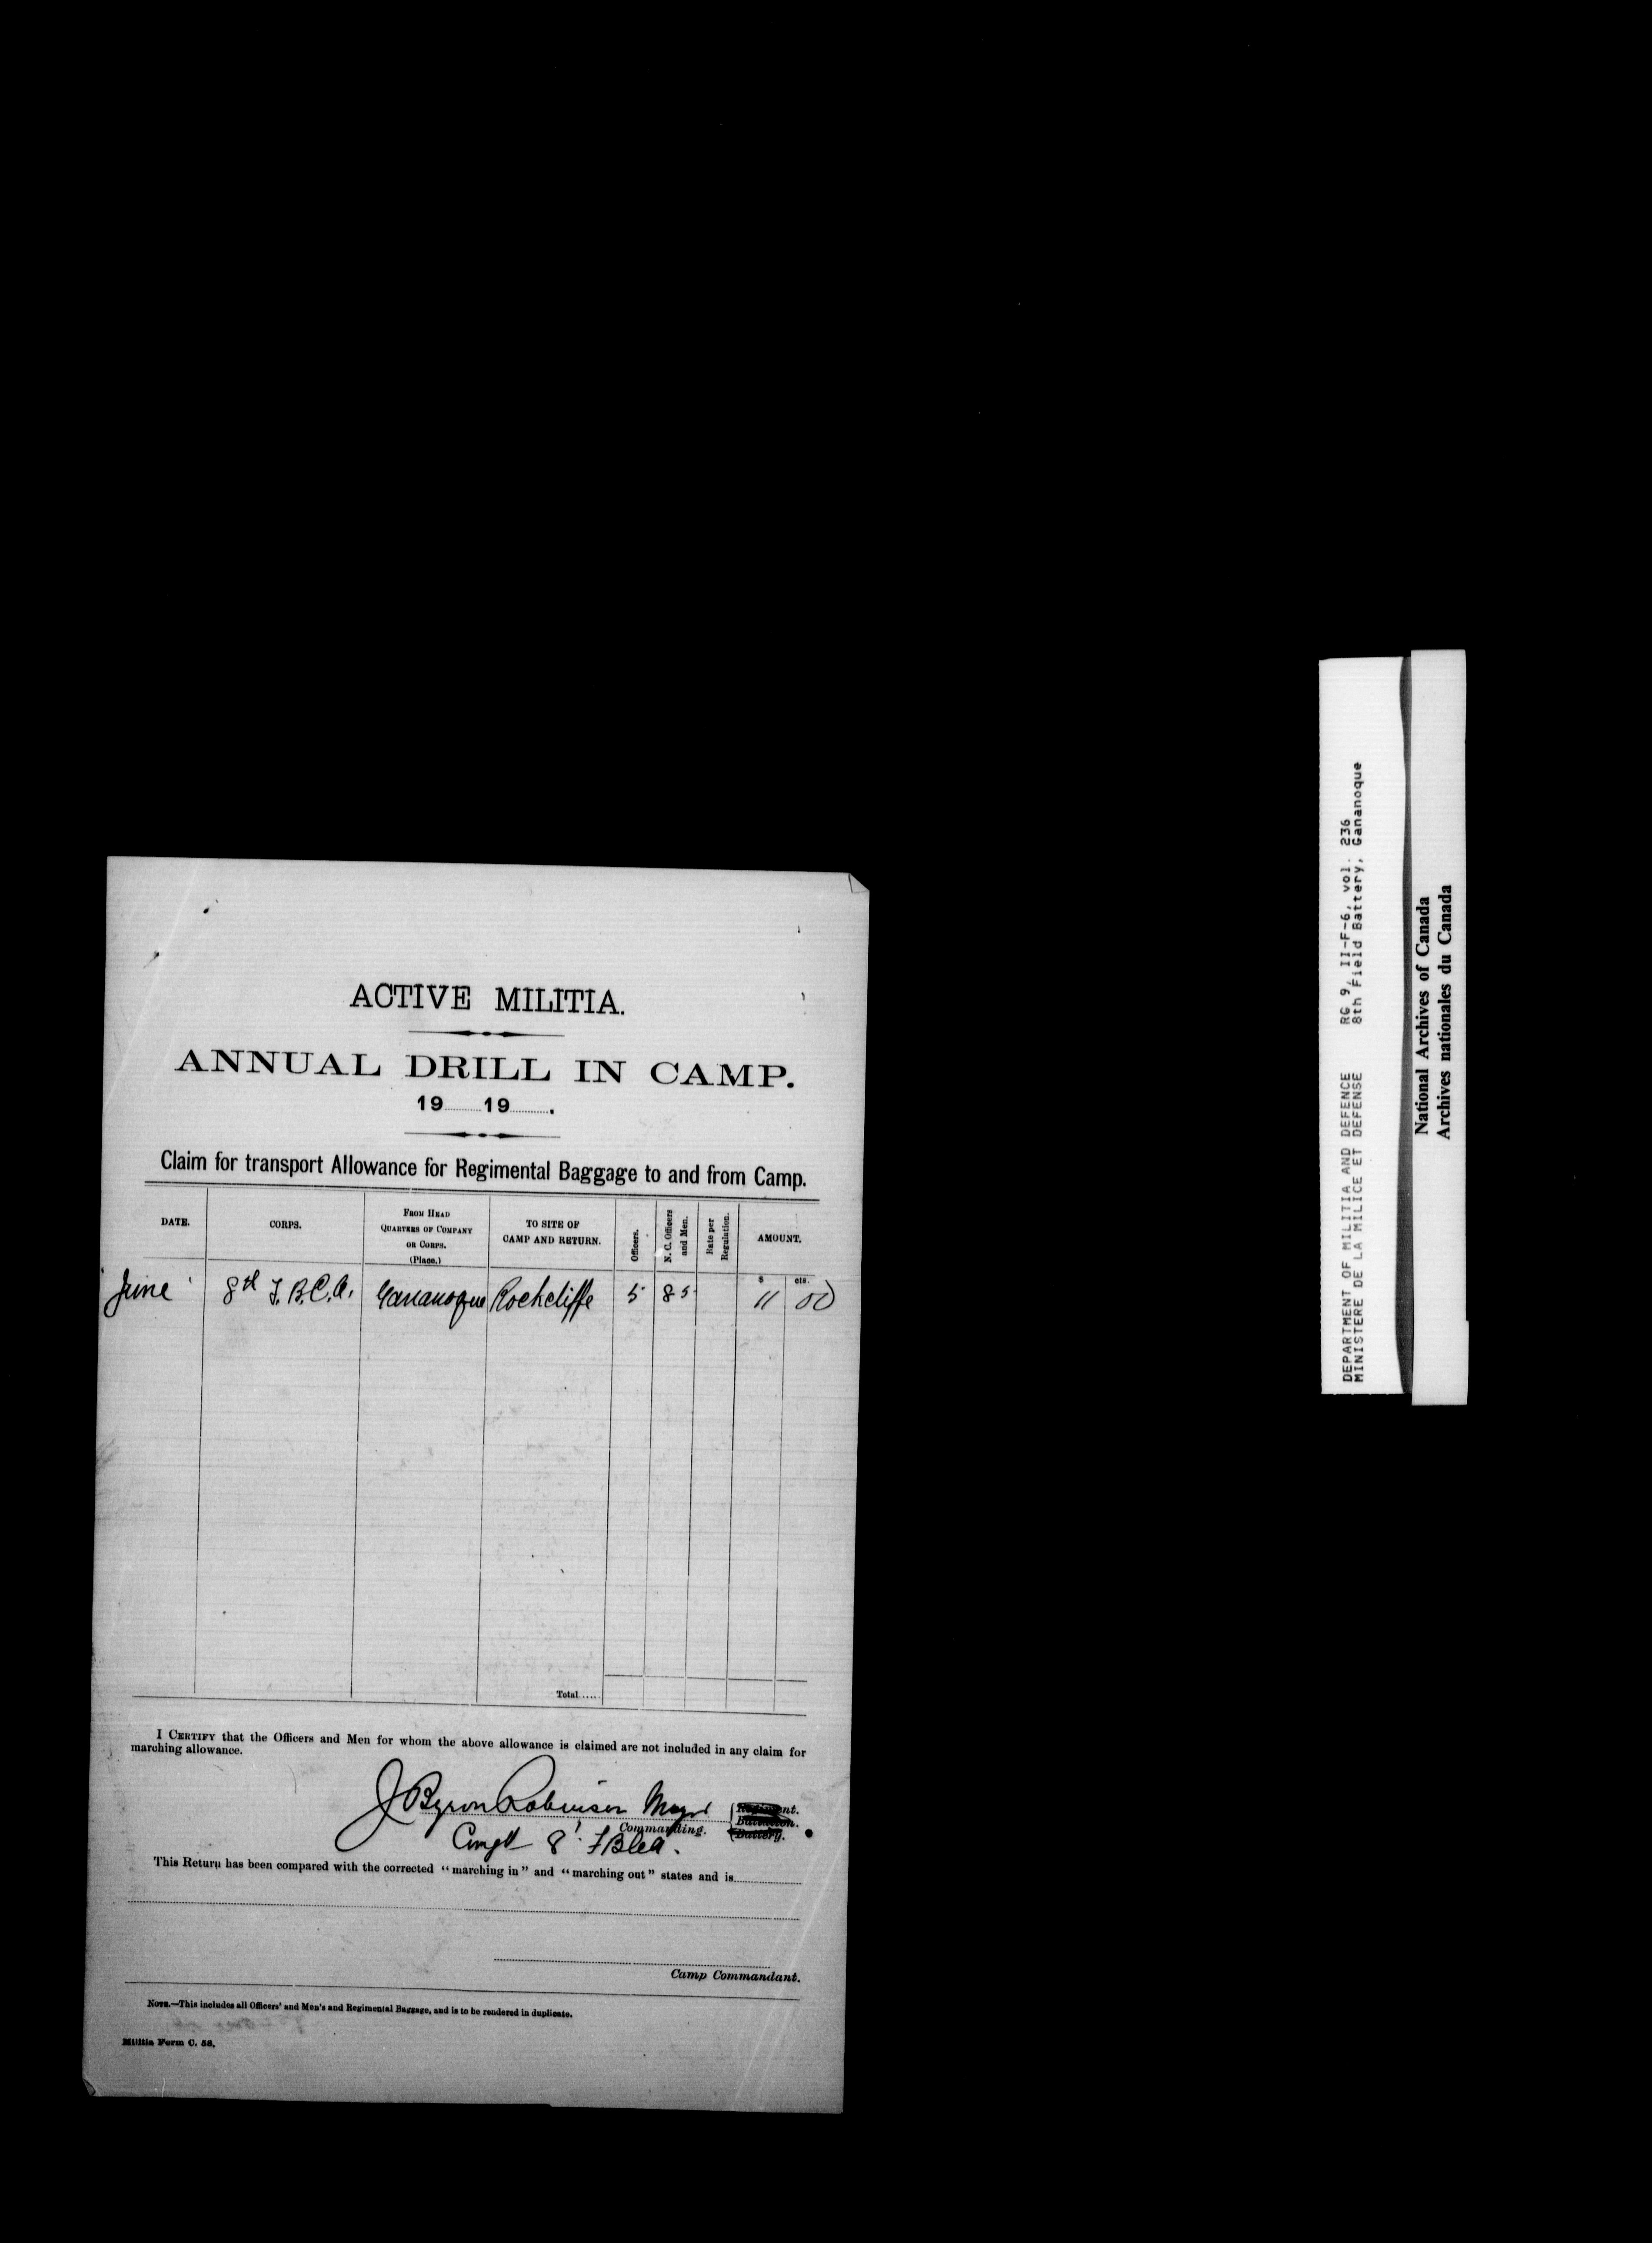 ACTIVE MILITIA.
ANNUAL DRILL IN CAMP.
19........19.........
Claim for transport Allowance for Regimental Baggage to and from Camp.
DATE. CORPS. FROM HEAD QUARTERS OF COMPANY OR CORPS. (Place.) TO SITE OF CAMP AND RETURN. Officers. N. C. Officers and Men. Rate per Regulation. AMOUNT.
$ cts.
June 8th F.B.C.A. Gananoque Rockcliffe 5 85 11 00
Total......
I CERTIFY that the Officers and Men for whom the above allowance is claimed are not included in any claim for
marching allowance.
J Byron Robinson Major
Regiment.
Battalion.
Battery.
Commanding.
Comg 8' FBCA.
This Return has been compared with the corrected "marching in" and "marching out" states and is
Camp Commandant.
NOTE.—This includes all Officers' and Men's and Regimental Baggage, and is to be rendered in duplicate.
Militia Form C. 58.
DEPARTMENT OF MILITIA AND DEFENCE RG 9, II-F-6, vol. 236
MINISTERE DE LA MILICE ET DEFENSE 8th Field Battery, Gananoque
National Archives of Canada
Archives nationales du Canada